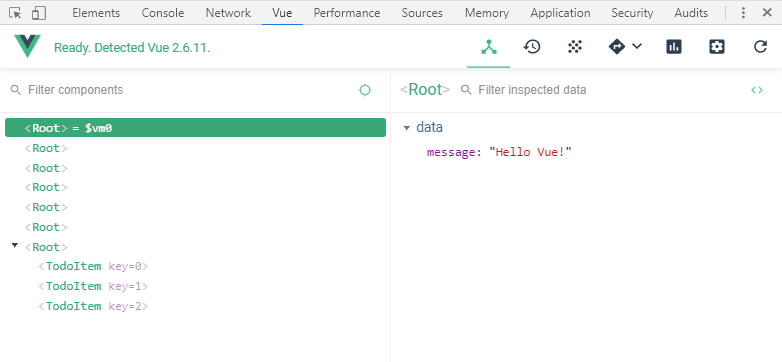 Elements Console Network Vue Performance Sources Memory Application Security Audits
Ready. Detected Vue 2.6.11.
Filter components
<Root> Filter inspected data
<Root> = $vm0
<Root>
<Root>
<Root>
<Root>
<Root>
<Root>
<TodoItem key=0>
<TodoItem key=1>
<TodoItem key=2>
data
message: "Hello Vue!"